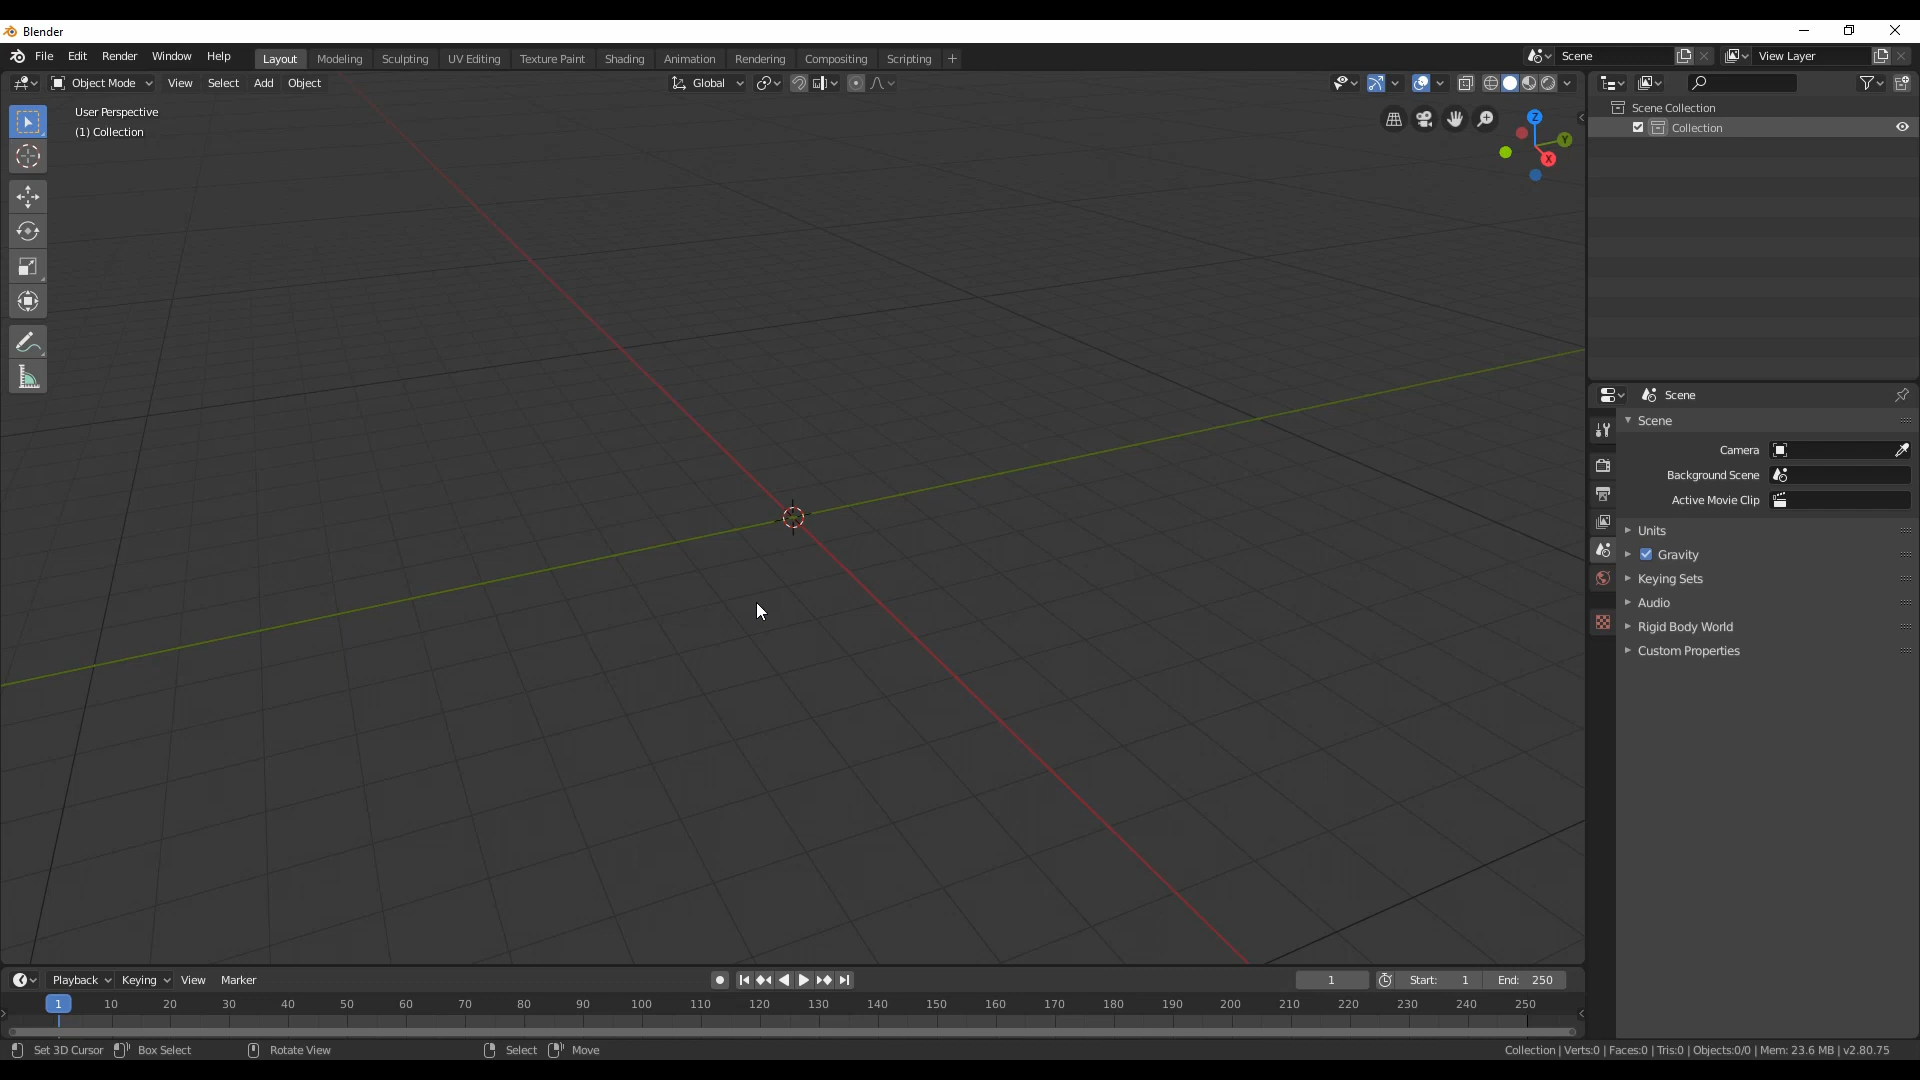 Blender
File Edit Render Window Help Layout Modeling Sculpting UV Editing Texture Paint Shading Animation Rendering Compositing Scripting + Scene View Layer
Object Mode View Select Add Object Global
User Perspective
(1) Collection
Z
Y
X
Scene Collection
Collection
Scene
Scene
Camera
Background Scene
Active Movie Clip
Units
Gravity
Keying Sets
Audio
Rigid Body World
Custom Properties
Playback Keying View Marker 1 Start: 1 End: 250
1 10 20 30 40 50 60 70 80 90 100 110 120 130 140 150 160 170 180 190 200 210 220 230 240 250
Set 3D Cursor Box Select Rotate View Select Move Collection | Verts:0 | Faces:0 | Tris:0 | Objects:0/0 | Mem: 23.6 MB | v2.80.75